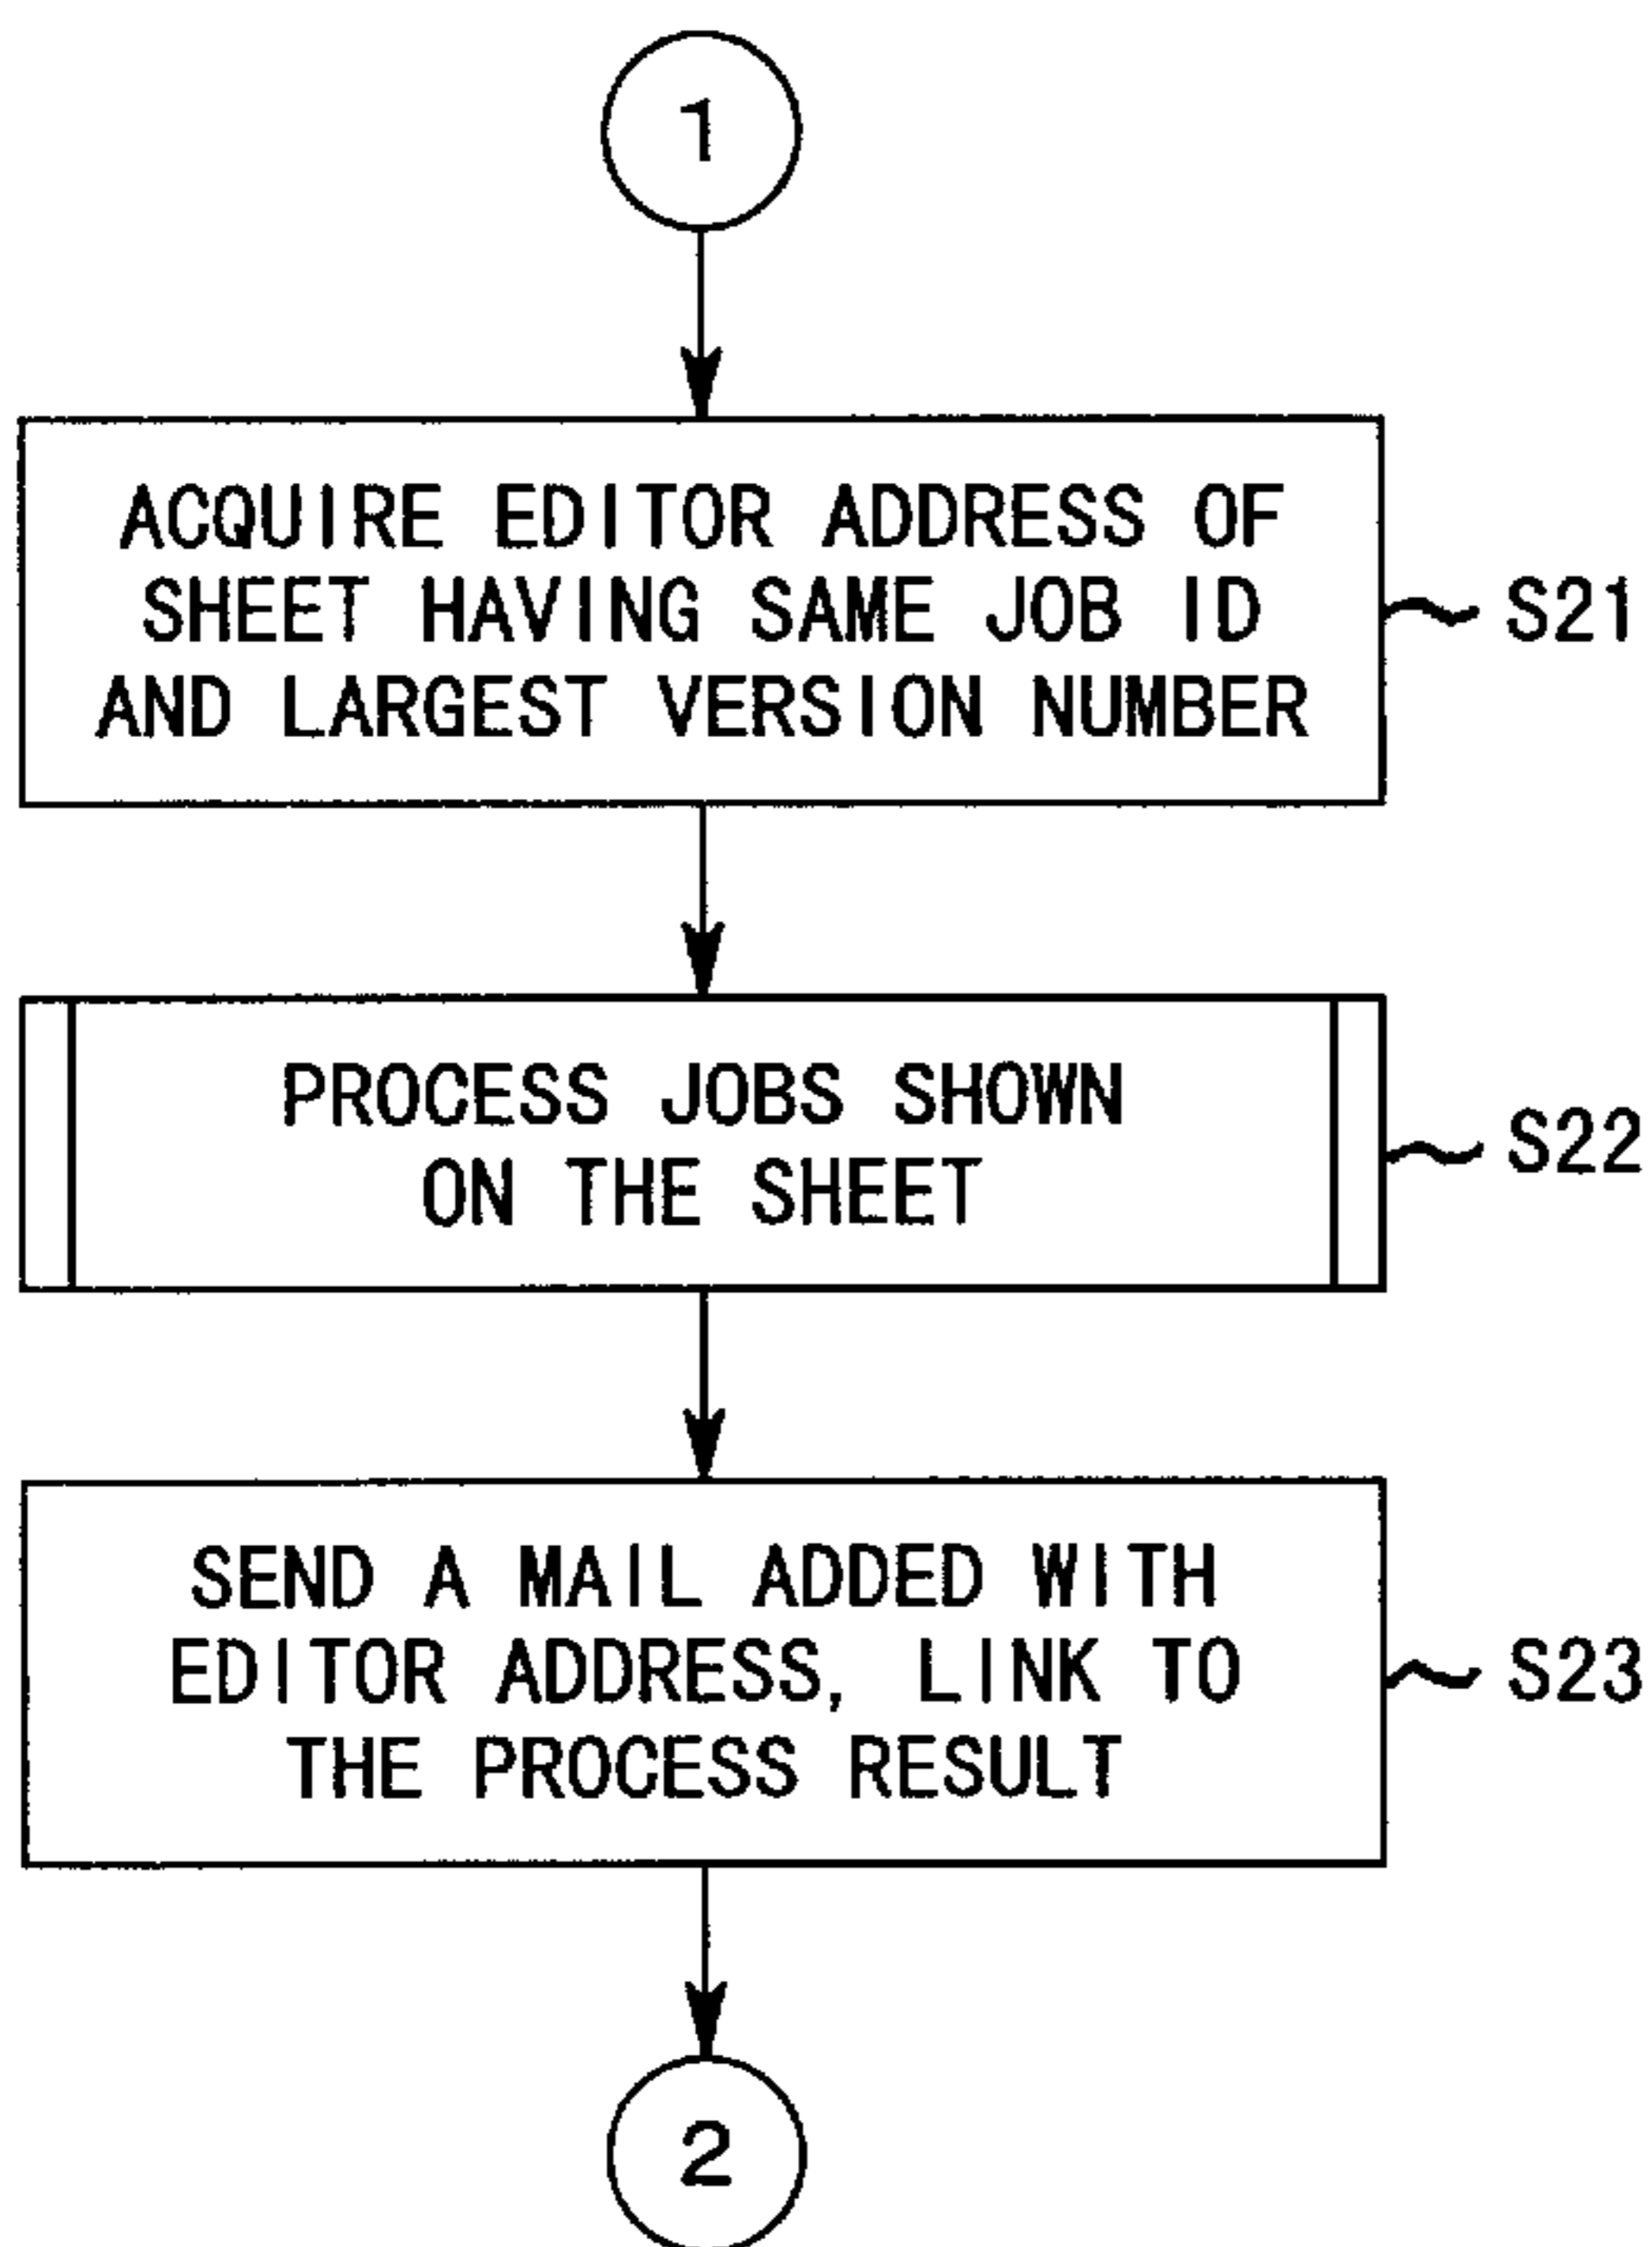 1
ACQUIRE EDITOR ADDRESS OF
SHEET HAVING SAME JOB ID
AND LARGEST VERSION NUMBER
S21
PROCESS JOBS SHOWN
ON THE SHEET
S22
SEND A MAIL ADDED WITH
EDITOR ADDRESS, LINK TO
THE PROCESS RESULT
S23
2